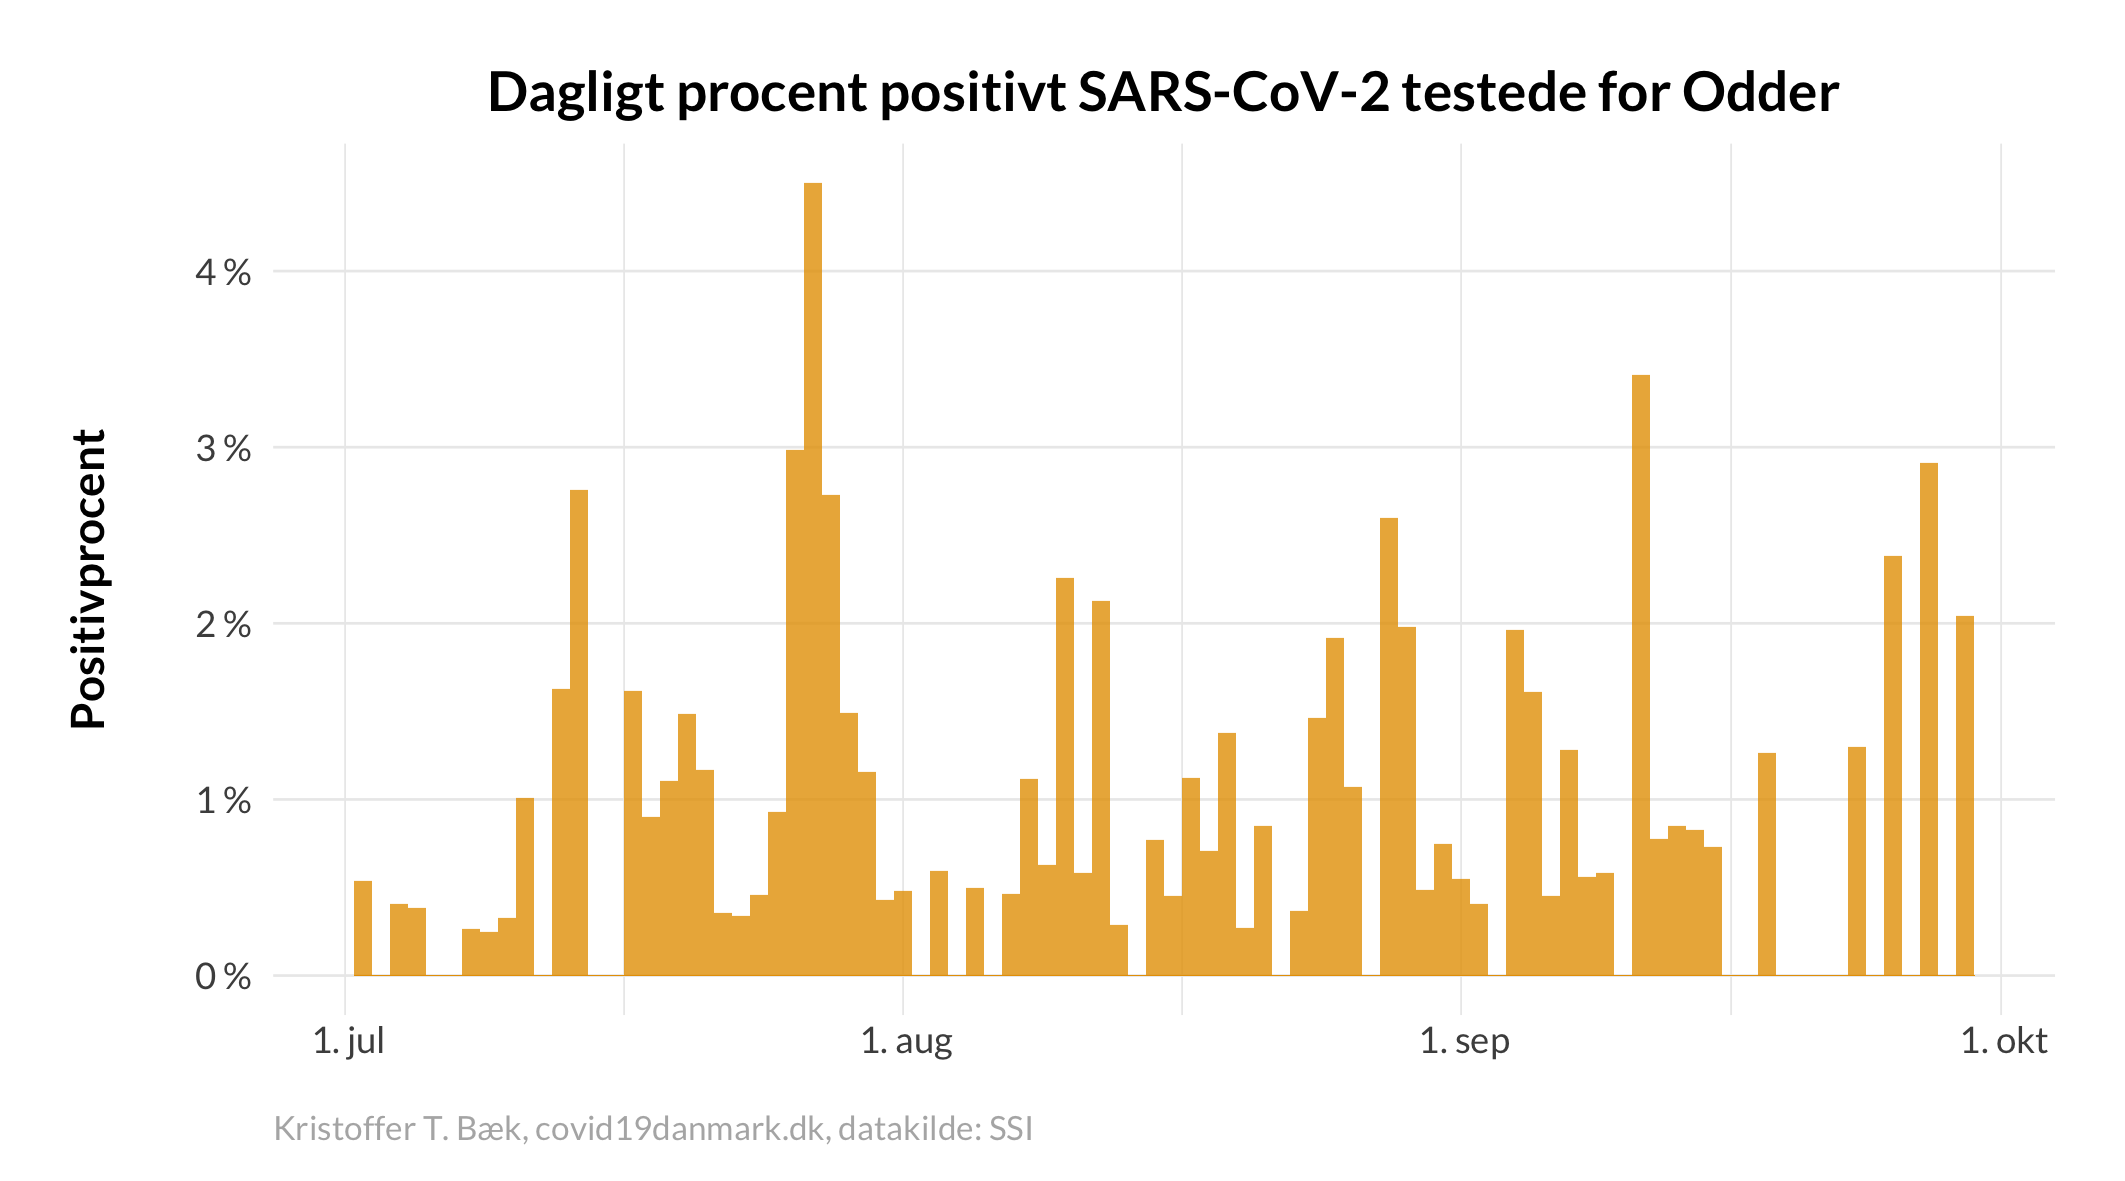 Dagligt procent positivt SARS-CoV-2 testede for Odder
Positivprocent
4 %
3 %
2 %
1 %
0 %
1. jul
1. aug
1. sep
1. okt
Kristoffer T. Bæk, covid19danmark.dk, datakilde: SSI